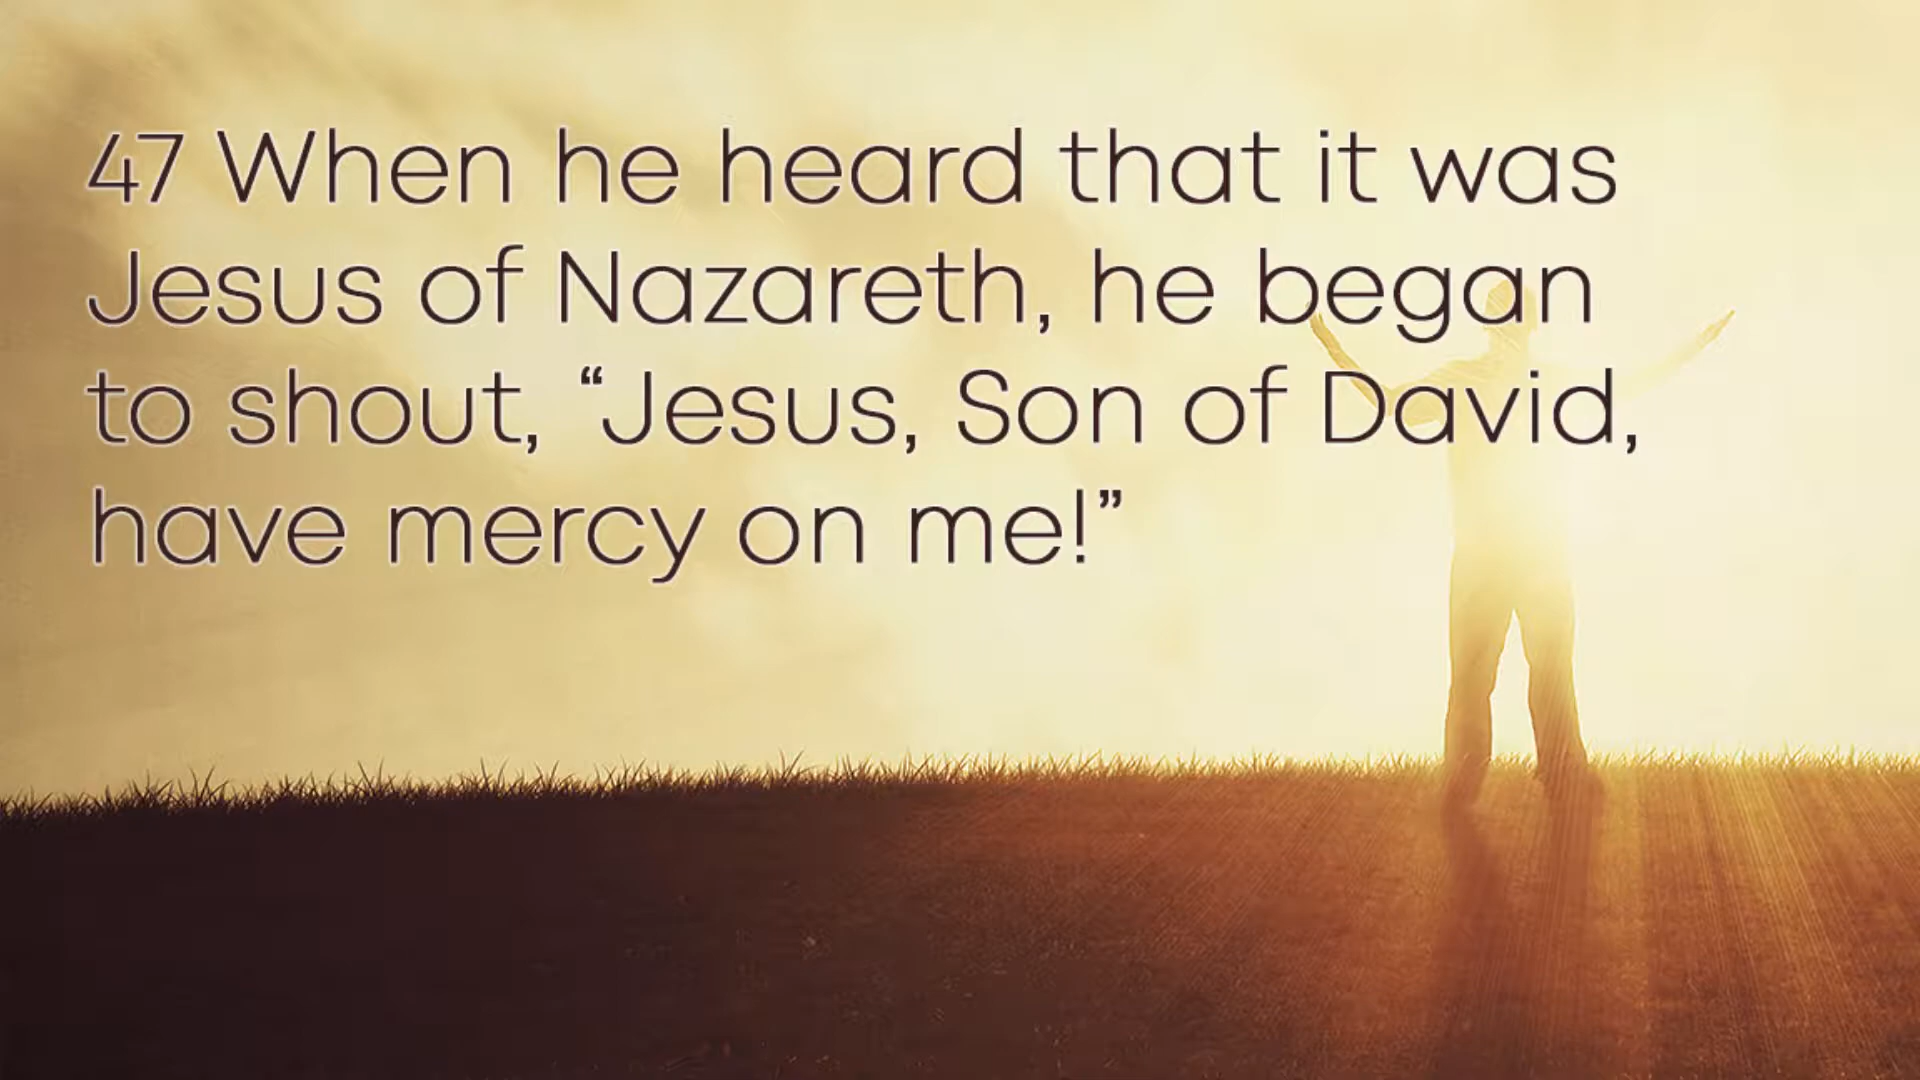 47 When he heard that it was
Jesus of Nazareth, he began
to shout, “Jesus, Son of David,
have mercy on me!”